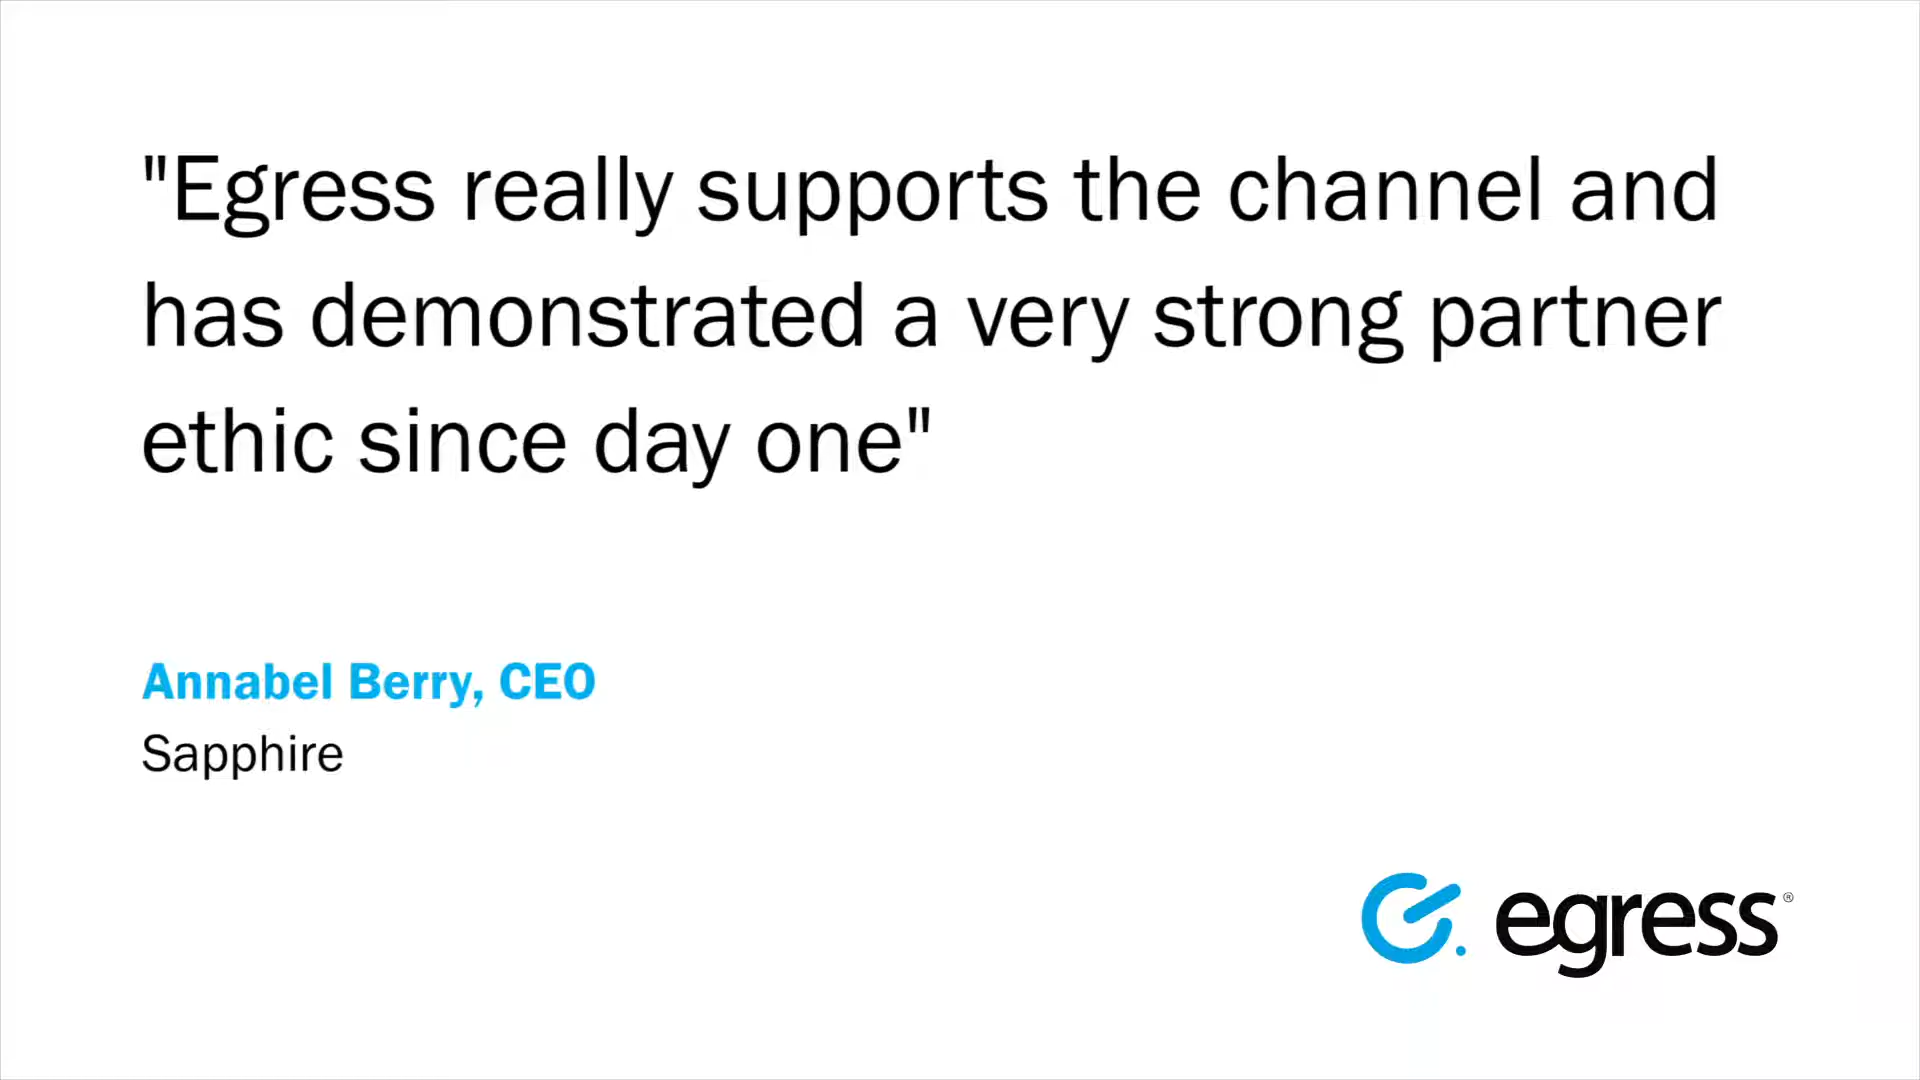 "Egress really supports the channel and
has demonstrated a very strong partner
ethic since day one"
Annabel Berry, CEO
Sapphire
egress®